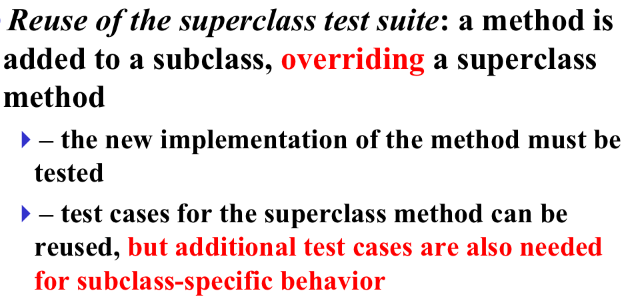 Reuse of the superclass test suite: a method is
added to a subclass, overriding a superclass
method
– the new implementation of the method must be
tested
– test cases for the superclass method can be
reused, but additional test cases are also needed
for subclass-specific behavior